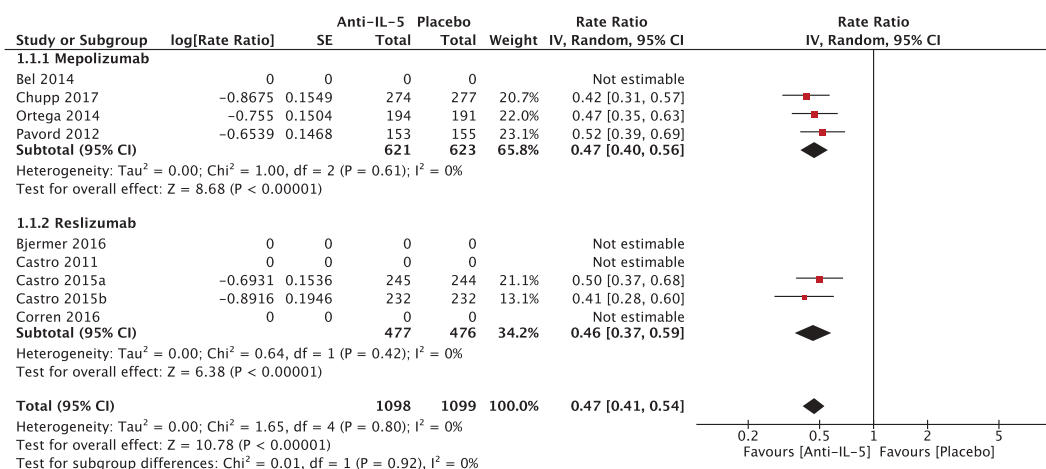 Anti-IL-5 Placebo Rate Ratio Rate Ratio
Study or Subgroup log[Rate Ratio] SE Total Total Weight IV, Random, 95% CI IV, Random, 95% CI
1.1.1 Mepolizumab
Bel 2014 0 0 0 0 Not estimable
Chupp 2017 −0.8675 0.1549 274 277 20.7% 0.42 [0.31, 0.57]
Ortega 2014 −0.755 0.1504 194 191 22.0% 0.47 [0.35, 0.63]
Pavord 2012 −0.6539 0.1468 153 155 23.1% 0.52 [0.39, 0.69]
Subtotal (95% CI) 621 623 65.8% 0.47 [0.40, 0.56]
Heterogeneity: Tau² = 0.00; Chi² = 1.00, df = 2 (P = 0.61); I² = 0%
Test for overall effect: Z = 8.68 (P < 0.00001)
1.1.2 Reslizumab
Bjermer 2016 0 0 0 0 Not estimable
Castro 2011 0 0 0 0 Not estimable
Castro 2015a −0.6931 0.1536 245 244 21.1% 0.50 [0.37, 0.68]
Castro 2015b −0.8916 0.1946 232 232 13.1% 0.41 [0.28, 0.60]
Corren 2016 0 0 0 0 Not estimable
Subtotal (95% CI) 477 476 34.2% 0.46 [0.37, 0.59]
Heterogeneity: Tau² = 0.00; Chi² = 0.64, df = 1 (P = 0.42); I² = 0%
Test for overall effect: Z = 6.38 (P < 0.00001)
Total (95% CI) 1098 1099 100.0% 0.47 [0.41, 0.54]
Heterogeneity: Tau² = 0.00; Chi² = 1.65, df = 4 (P = 0.80); I² = 0%
Test for overall effect: Z = 10.78 (P < 0.00001)
Test for subgroup differences: Chi² = 0.01, df = 1 (P = 0.92), I² = 0%
0.2 0.5 1 2 5
Favours [Anti-IL-5] Favours [Placebo]